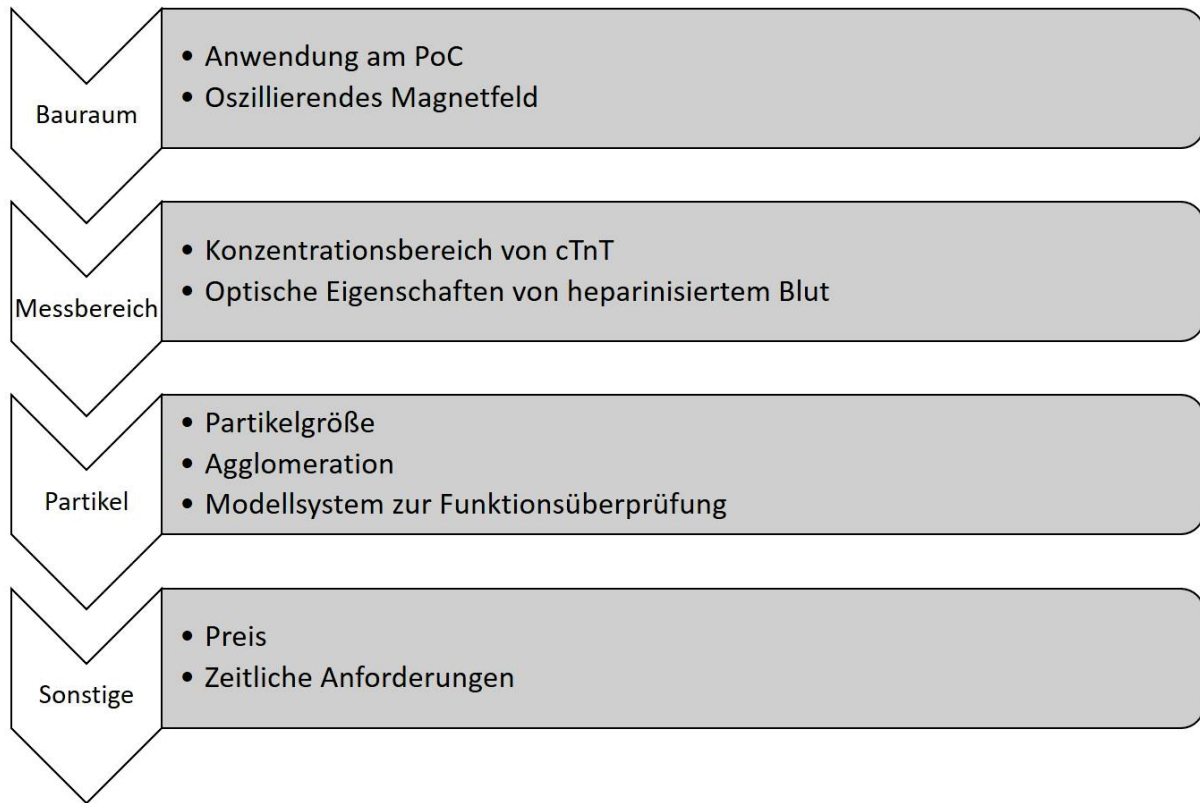 Bauraum
• Anwendung am PoC
• Oszillierendes Magnetfeld
Messbereich
• Konzentrationsbereich von cTnT
• Optische Eigenschaften von heparinisiertem Blut
Partikel
• Partikelgröße
• Agglomeration
• Modellsystem zur Funktionsüberprüfung
Sonstige
• Preis
• Zeitliche Anforderungen